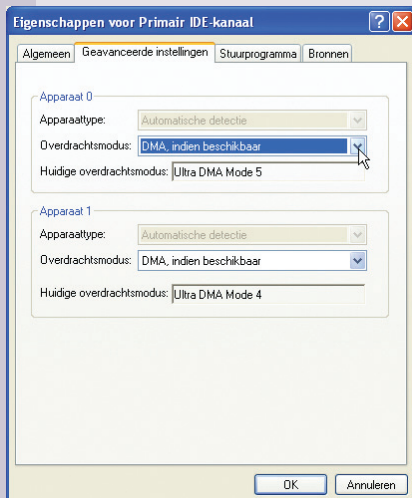 Eigenschappen voor Primair IDE-kanaal
Algemeen Geavanceerde instellingen Stuurprogramma Bronnen
Apparaat 0
Apparaattype: Automatische detectie
Overdrachtsmodus: DMA, indien beschikbaar
Huidige overdrachtsmodus: Ultra DMA Mode 5
Apparaat 1
Apparaattype: Automatische detectie
Overdrachtsmodus: DMA, indien beschikbaar
Huidige overdrachtsmodus: Ultra DMA Mode 4
OK Annuleren